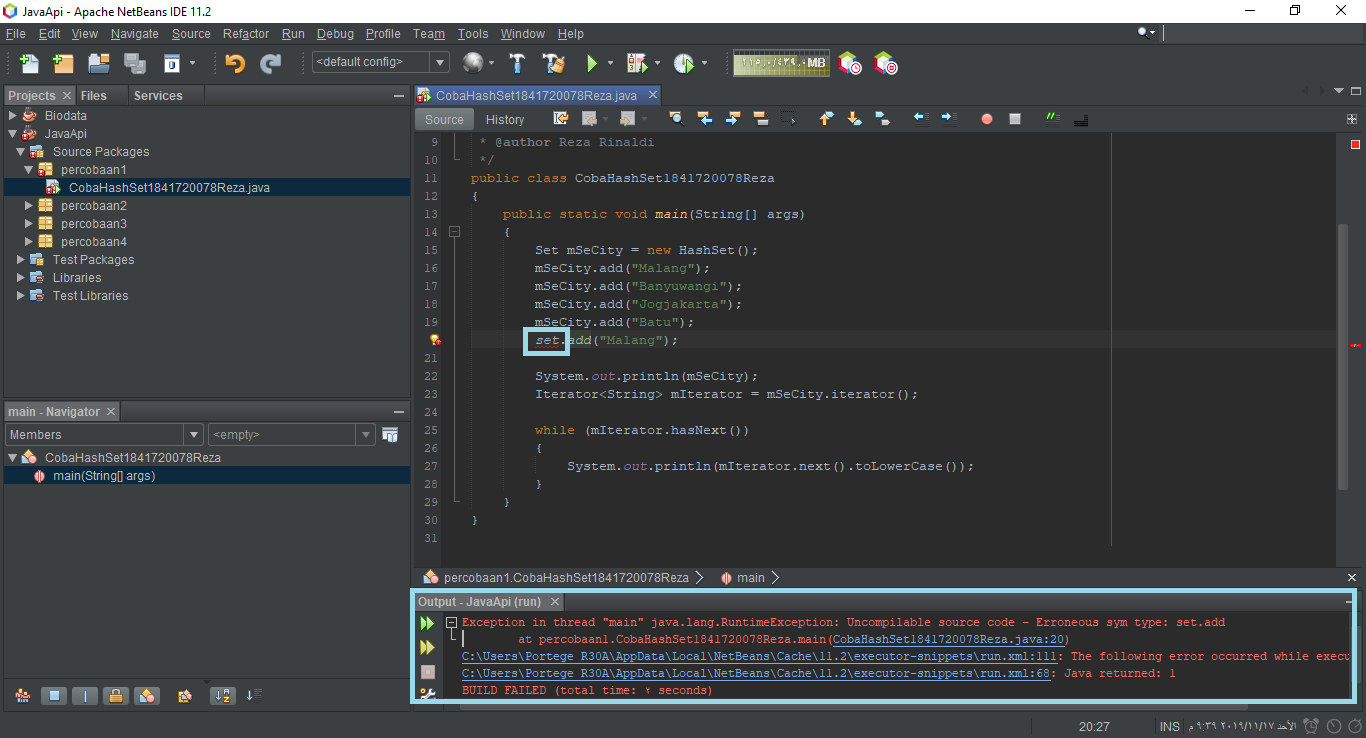 JavaApi - Apache NetBeans IDE 11.2
File Edit View Navigate Source Refactor Run Debug Profile Team Tools Window Help
<default config>
٢١٥٫٠/٤٣٩٫٠MB
Projects Files Services
CobaHashSet1841720078Reza.java
Biodata
JavaApi
Source Packages
percobaan1
CobaHashSet1841720078Reza.java
percobaan2
percobaan3
percobaan4
Test Packages
Libraries
Test Libraries
Source History
9 * @author Reza Rinaldi
10 */
11 public class CobaHashSet1841720078Reza
12 {
13 public static void main(String[] args)
14 {
15 Set mSeCity = new HashSet();
16 mSeCity.add("Malang");
17 mSeCity.add("Banyuwangi");
18 mSeCity.add("Jogjakarta");
19 mSeCity.add("Batu");
set.add("Malang");
21
22 System.out.println(mSeCity);
23 Iterator<String> mIterator = mSeCity.iterator();
24
25 while (mIterator.hasNext())
26 {
27 System.out.println(mIterator.next().toLowerCase());
28 }
29 }
30 }
31
main - Navigator
Members <empty>
CobaHashSet1841720078Reza
main(String[] args)
percobaan1.CobaHashSet1841720078Reza main
Output - JavaApi (run)
Exception in thread "main" java.lang.RuntimeException: Uncompilable source code - Erroneous sym type: set.add
at percobaan1.CobaHashSet1841720078Reza.main(CobaHashSet1841720078Reza.java:20)
C:\Users\Portege R30A\AppData\Local\NetBeans\Cache\11.2\executor-snippets\run.xml:111: The following error occurred while execu
C:\Users\Portege R30A\AppData\Local\NetBeans\Cache\11.2\executor-snippets\run.xml:68: Java returned: 1
BUILD FAILED (total time: ٢ seconds)
20:27 INS الأحد ٢٠١٩/١١/١٧ ٩:٣٩ م